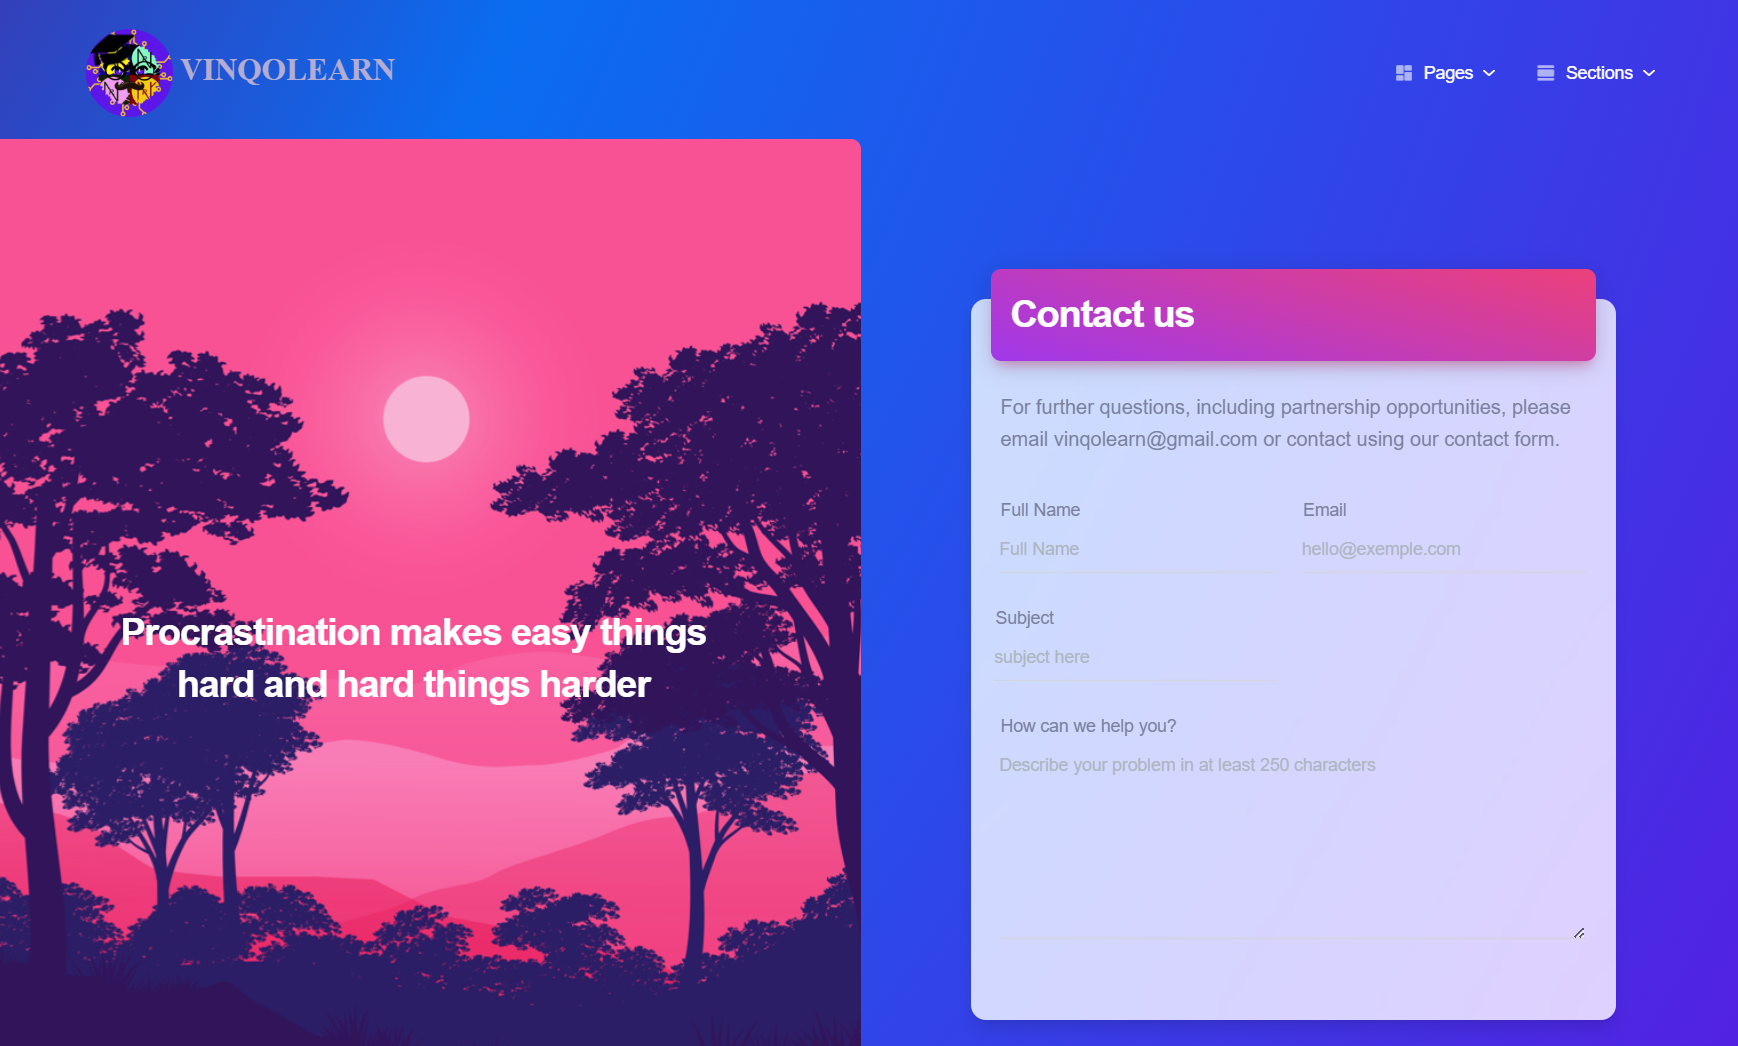 VINQOLEARN
Pages
Sections
Procrastination makes easy things
hard and hard things harder
Contact us
For further questions, including partnership opportunities, please
email vinqolearn@gmail.com or contact using our contact form.
Full Name
Email
Full Name
hello@exemple.com
Subject
subject here
How can we help you?
Describe your problem in at least 250 characters